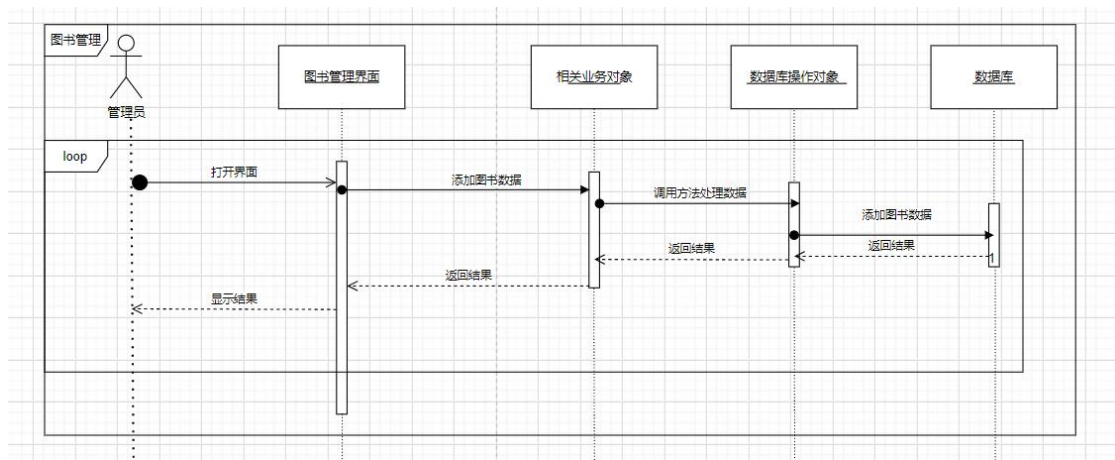 图书管理
管理员
图书管理界面
相关业务对象
数据库操作对象
数据库
loop
打开界面
添加图书数据
调用方法处理数据
添加图书数据
返回结果
返回结果
返回结果
显示结果
1